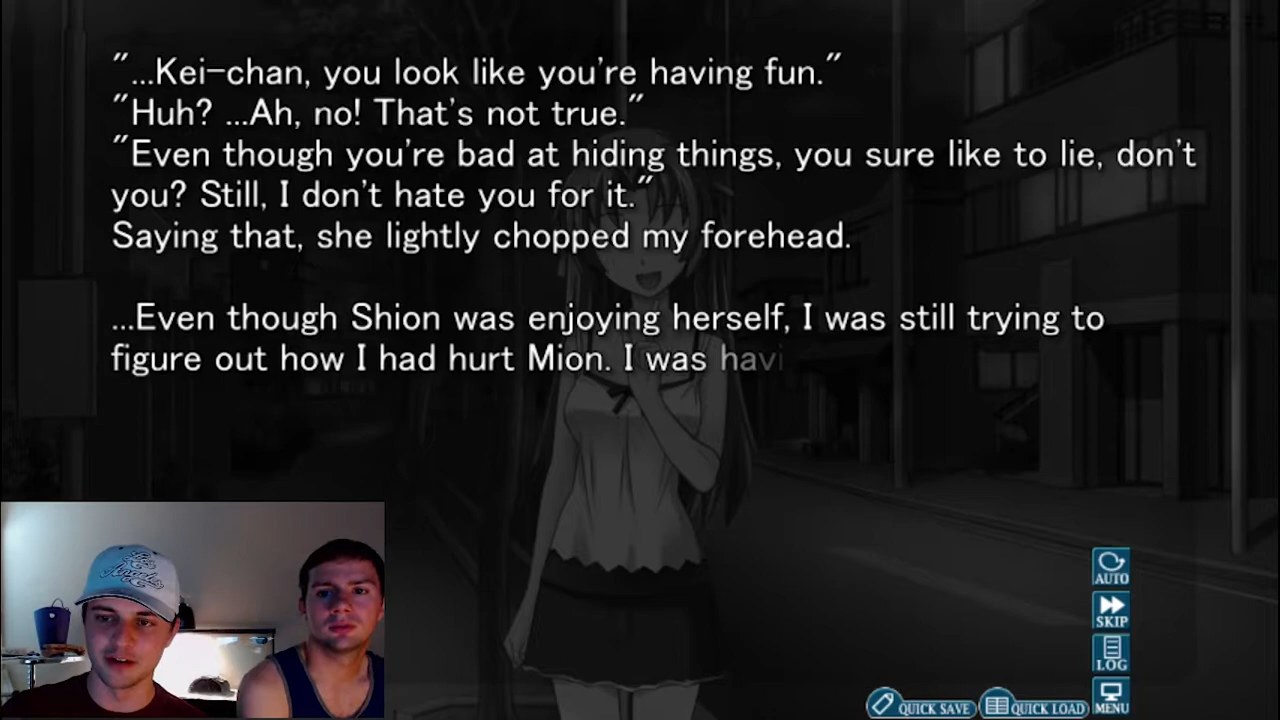 "...Kei-chan, you look like you're having fun."
"Huh? ...Ah, no! That's not true."
"Even though you're bad at hiding things, you sure like to lie, don't
you? Still, I don't hate you for it."
Saying that, she lightly chopped my forehead.
...Even though Shion was enjoying herself, I was still trying to
figure out how I had hurt Mion. I was havi
Los
Angeles
AUTO
SKIP
LOG
MENU
QUICK SAVE
QUICK LOAD